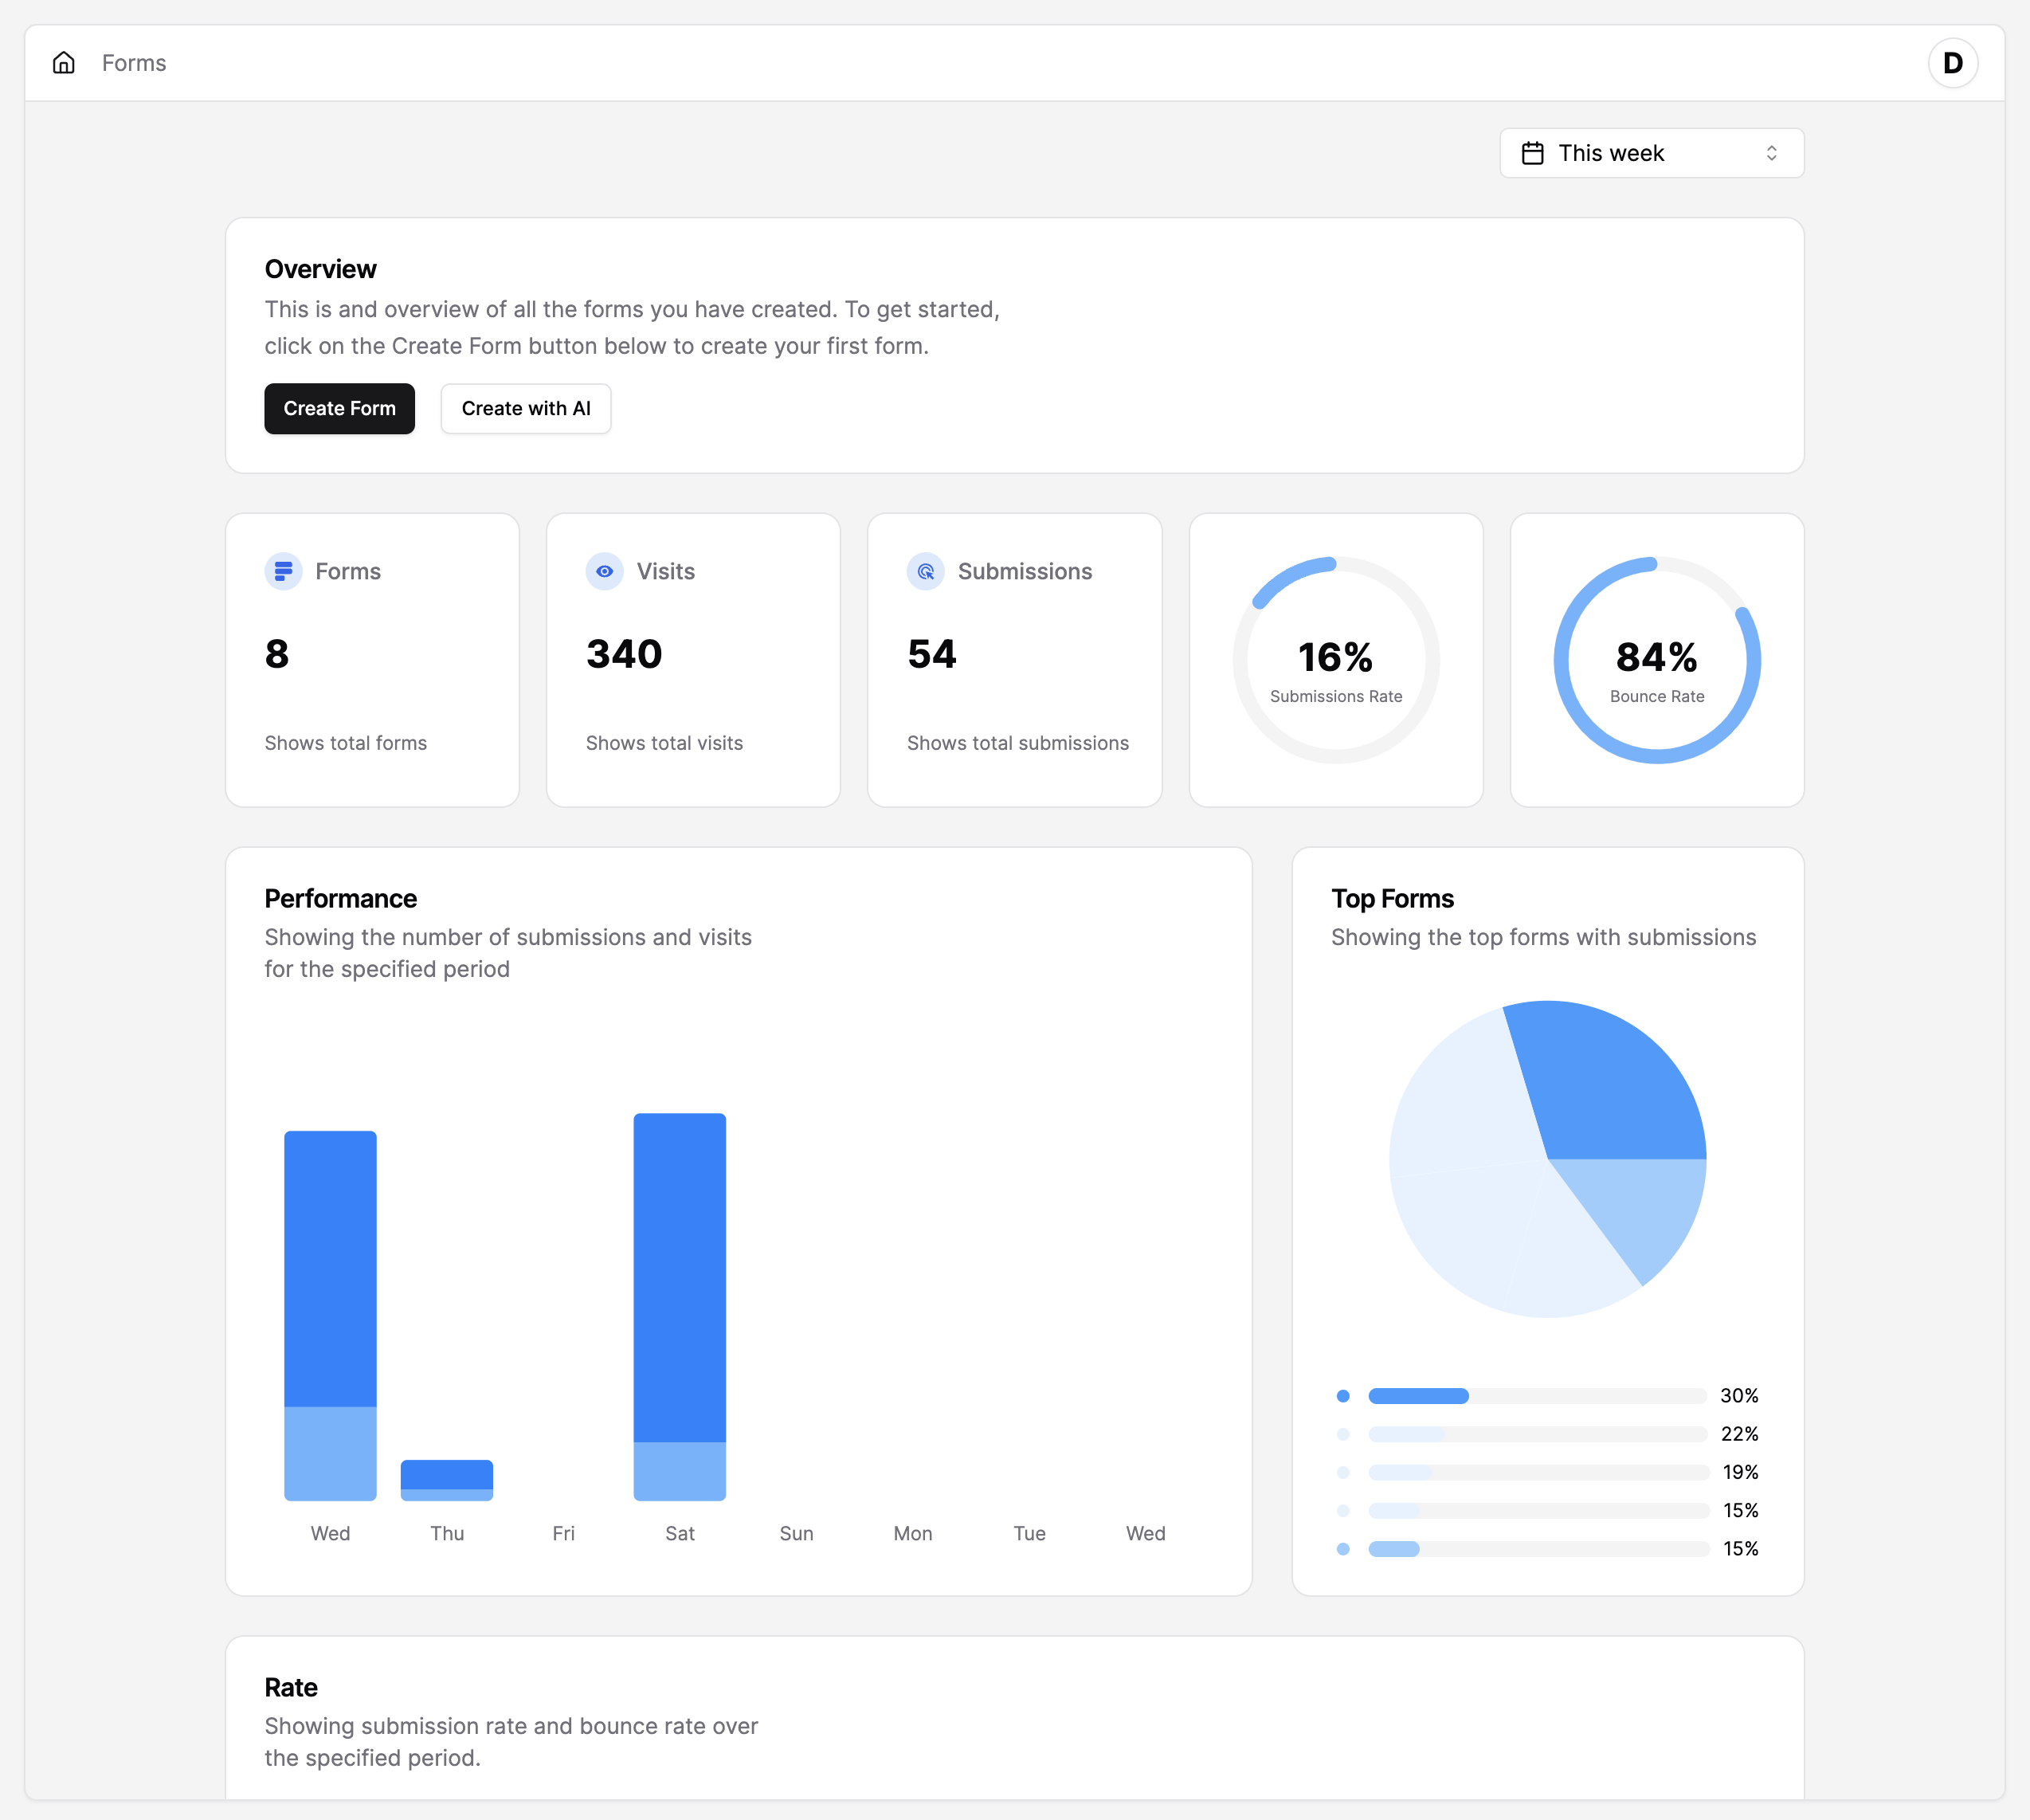 Forms
D
This week
Overview
This is and overview of all the forms you have created. To get started,
click on the Create Form button below to create your first form.
Create Form
Create with AI
Forms
8
Shows total forms
Visits
340
Shows total visits
Submissions
54
Shows total submissions
16%
Submissions Rate
84%
Bounce Rate
Performance
Showing the number of submissions and visits
for the specified period
Wed
Thu
Fri
Sat
Sun
Mon
Tue
Wed
Top Forms
Showing the top forms with submissions
30%
22%
19%
15%
15%
Rate
Showing submission rate and bounce rate over
the specified period.